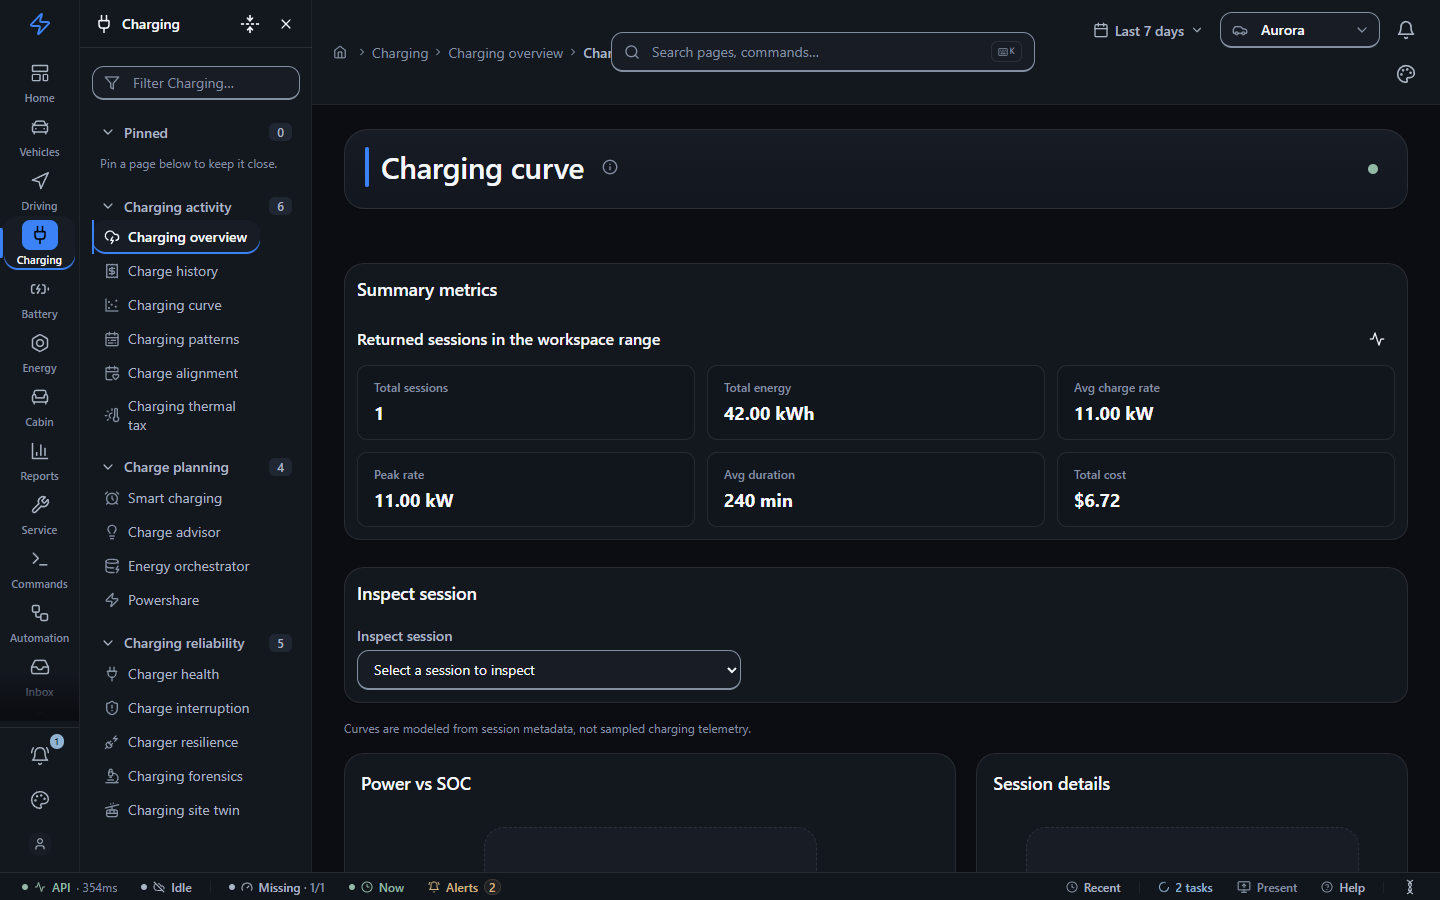 Home
Vehicles
Driving
Charging
Battery
Energy
Cabin
Reports
Service
Commands
Automation
Inbox
1
Charging
Filter Charging...
Pinned 0
Pin a page below to keep it close.
Charging activity 6
Charging overview
Charge history
Charging curve
Charging patterns
Charge alignment
Charging thermal
tax
Charge planning 4
Smart charging
Charge advisor
Energy orchestrator
Powershare
Charging reliability 5
Charger health
Charge interruption
Charger resilience
Charging forensics
Charging site twin
Charging Charging overview Char
Search pages, commands... K
Last 7 days
Aurora
Charging curve
Summary metrics
Returned sessions in the workspace range
Total sessions
1
Total energy
42.00 kWh
Avg charge rate
11.00 kW
Peak rate
11.00 kW
Avg duration
240 min
Total cost
$6.72
Inspect session
Inspect session
Select a session to inspect
Curves are modeled from session metadata, not sampled charging telemetry.
Power vs SOC
Session details
API · 354ms Idle Missing · 1/1 Now Alerts 2 Recent 2 tasks Present Help